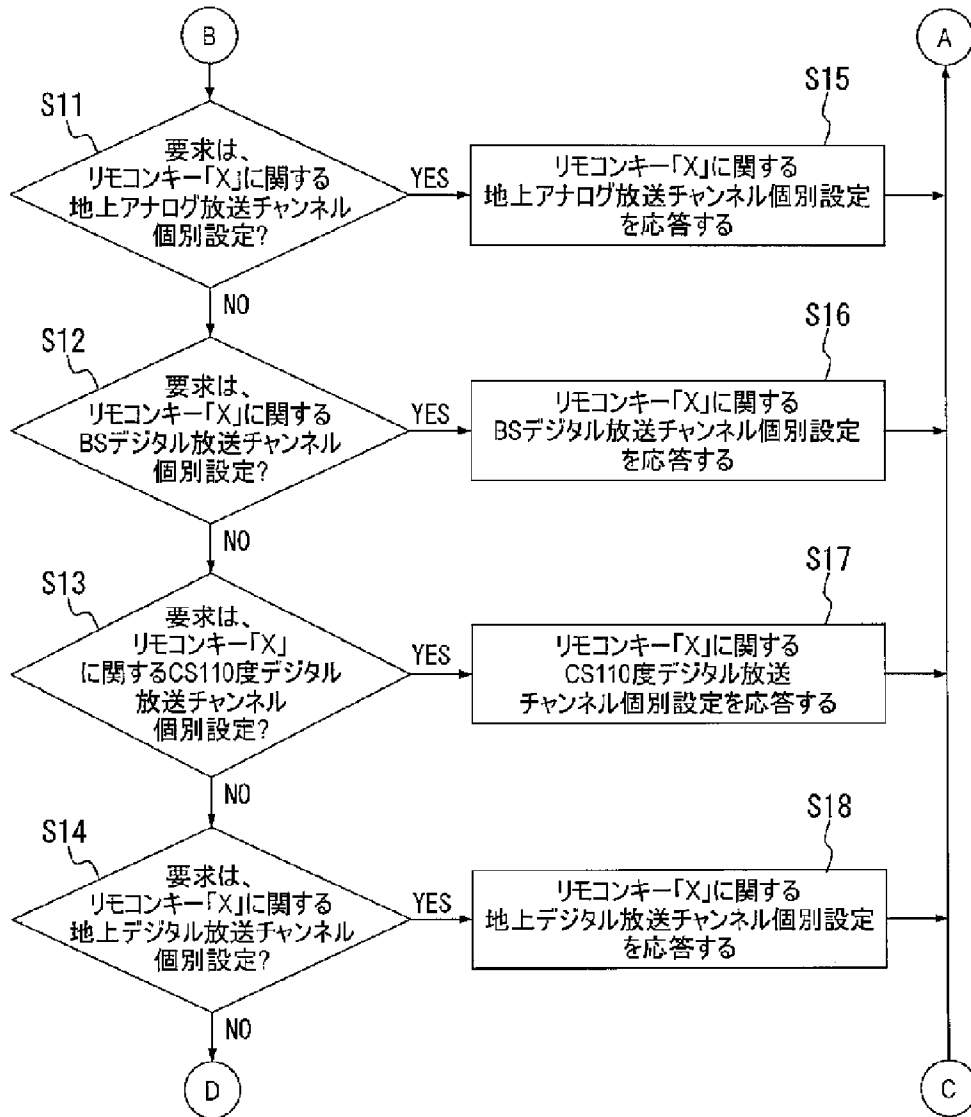 B
A
S11
要求は、
リモコンキー「X」に関する
地上アナログ放送チャンネル
個別設定?
YES
S15
リモコンキー「X」に関する
地上アナログ放送チャンネル個別設定
を応答する
NO
S12
要求は、
リモコンキー「X」に関する
BSデジタル放送チャンネル
個別設定?
YES
S16
リモコンキー「X」に関する
BSデジタル放送チャンネル個別設定
を応答する
NO
S13
要求は、
リモコンキー「X」
に関するCS110度デジタル
放送チャンネル
個別設定?
YES
S17
リモコンキー「X」に関する
CS110度デジタル放送
チャンネル個別設定を応答する
NO
S14
要求は、
リモコンキー「X」に関する
地上デジタル放送チャンネル
個別設定?
YES
S18
リモコンキー「X」に関する
地上デジタル放送チャンネル個別設定
を応答する
NO
D
C